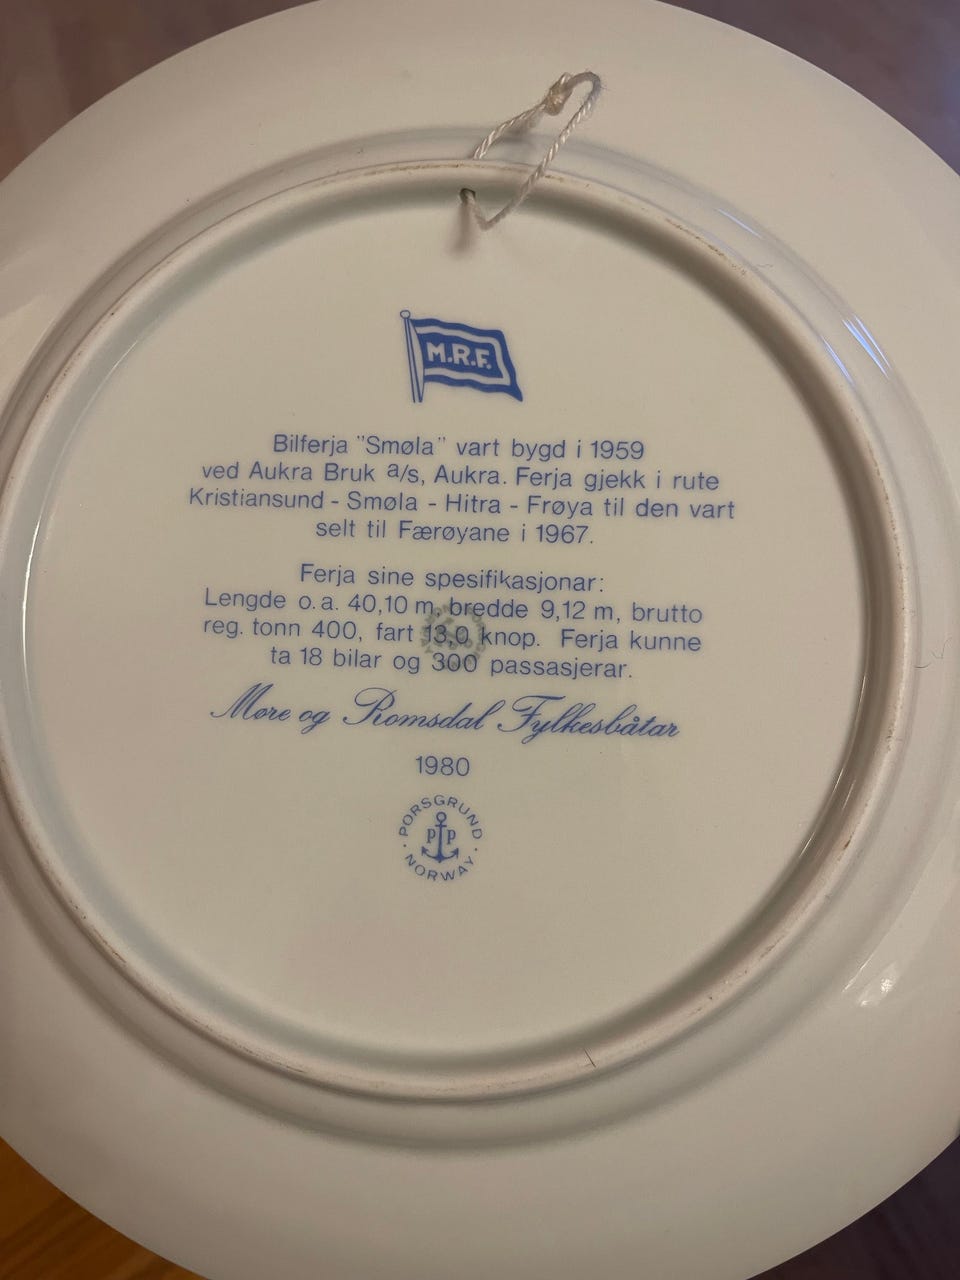 M.R.F.
Bilferja "Smøla" vart bygd i 1959
ved Aukra Bruk a/s, Aukra. Ferja gjekk i rute
Kristiansund - Smøla - Hitra - Frøya til den vart
selt til Færøyane i 1967.
Ferja sine spesifikasjonar:
Lengde o.a. 40,10 m, bredde 9,12 m, brutto
reg. tonn 400, fart 13,0 knop. Ferja kunne
ta 18 bilar og 300 passasjerar.
Møre og Romsdal Fylkesbåtar
1980
PORSGRUND
P P
· NORWAY ·